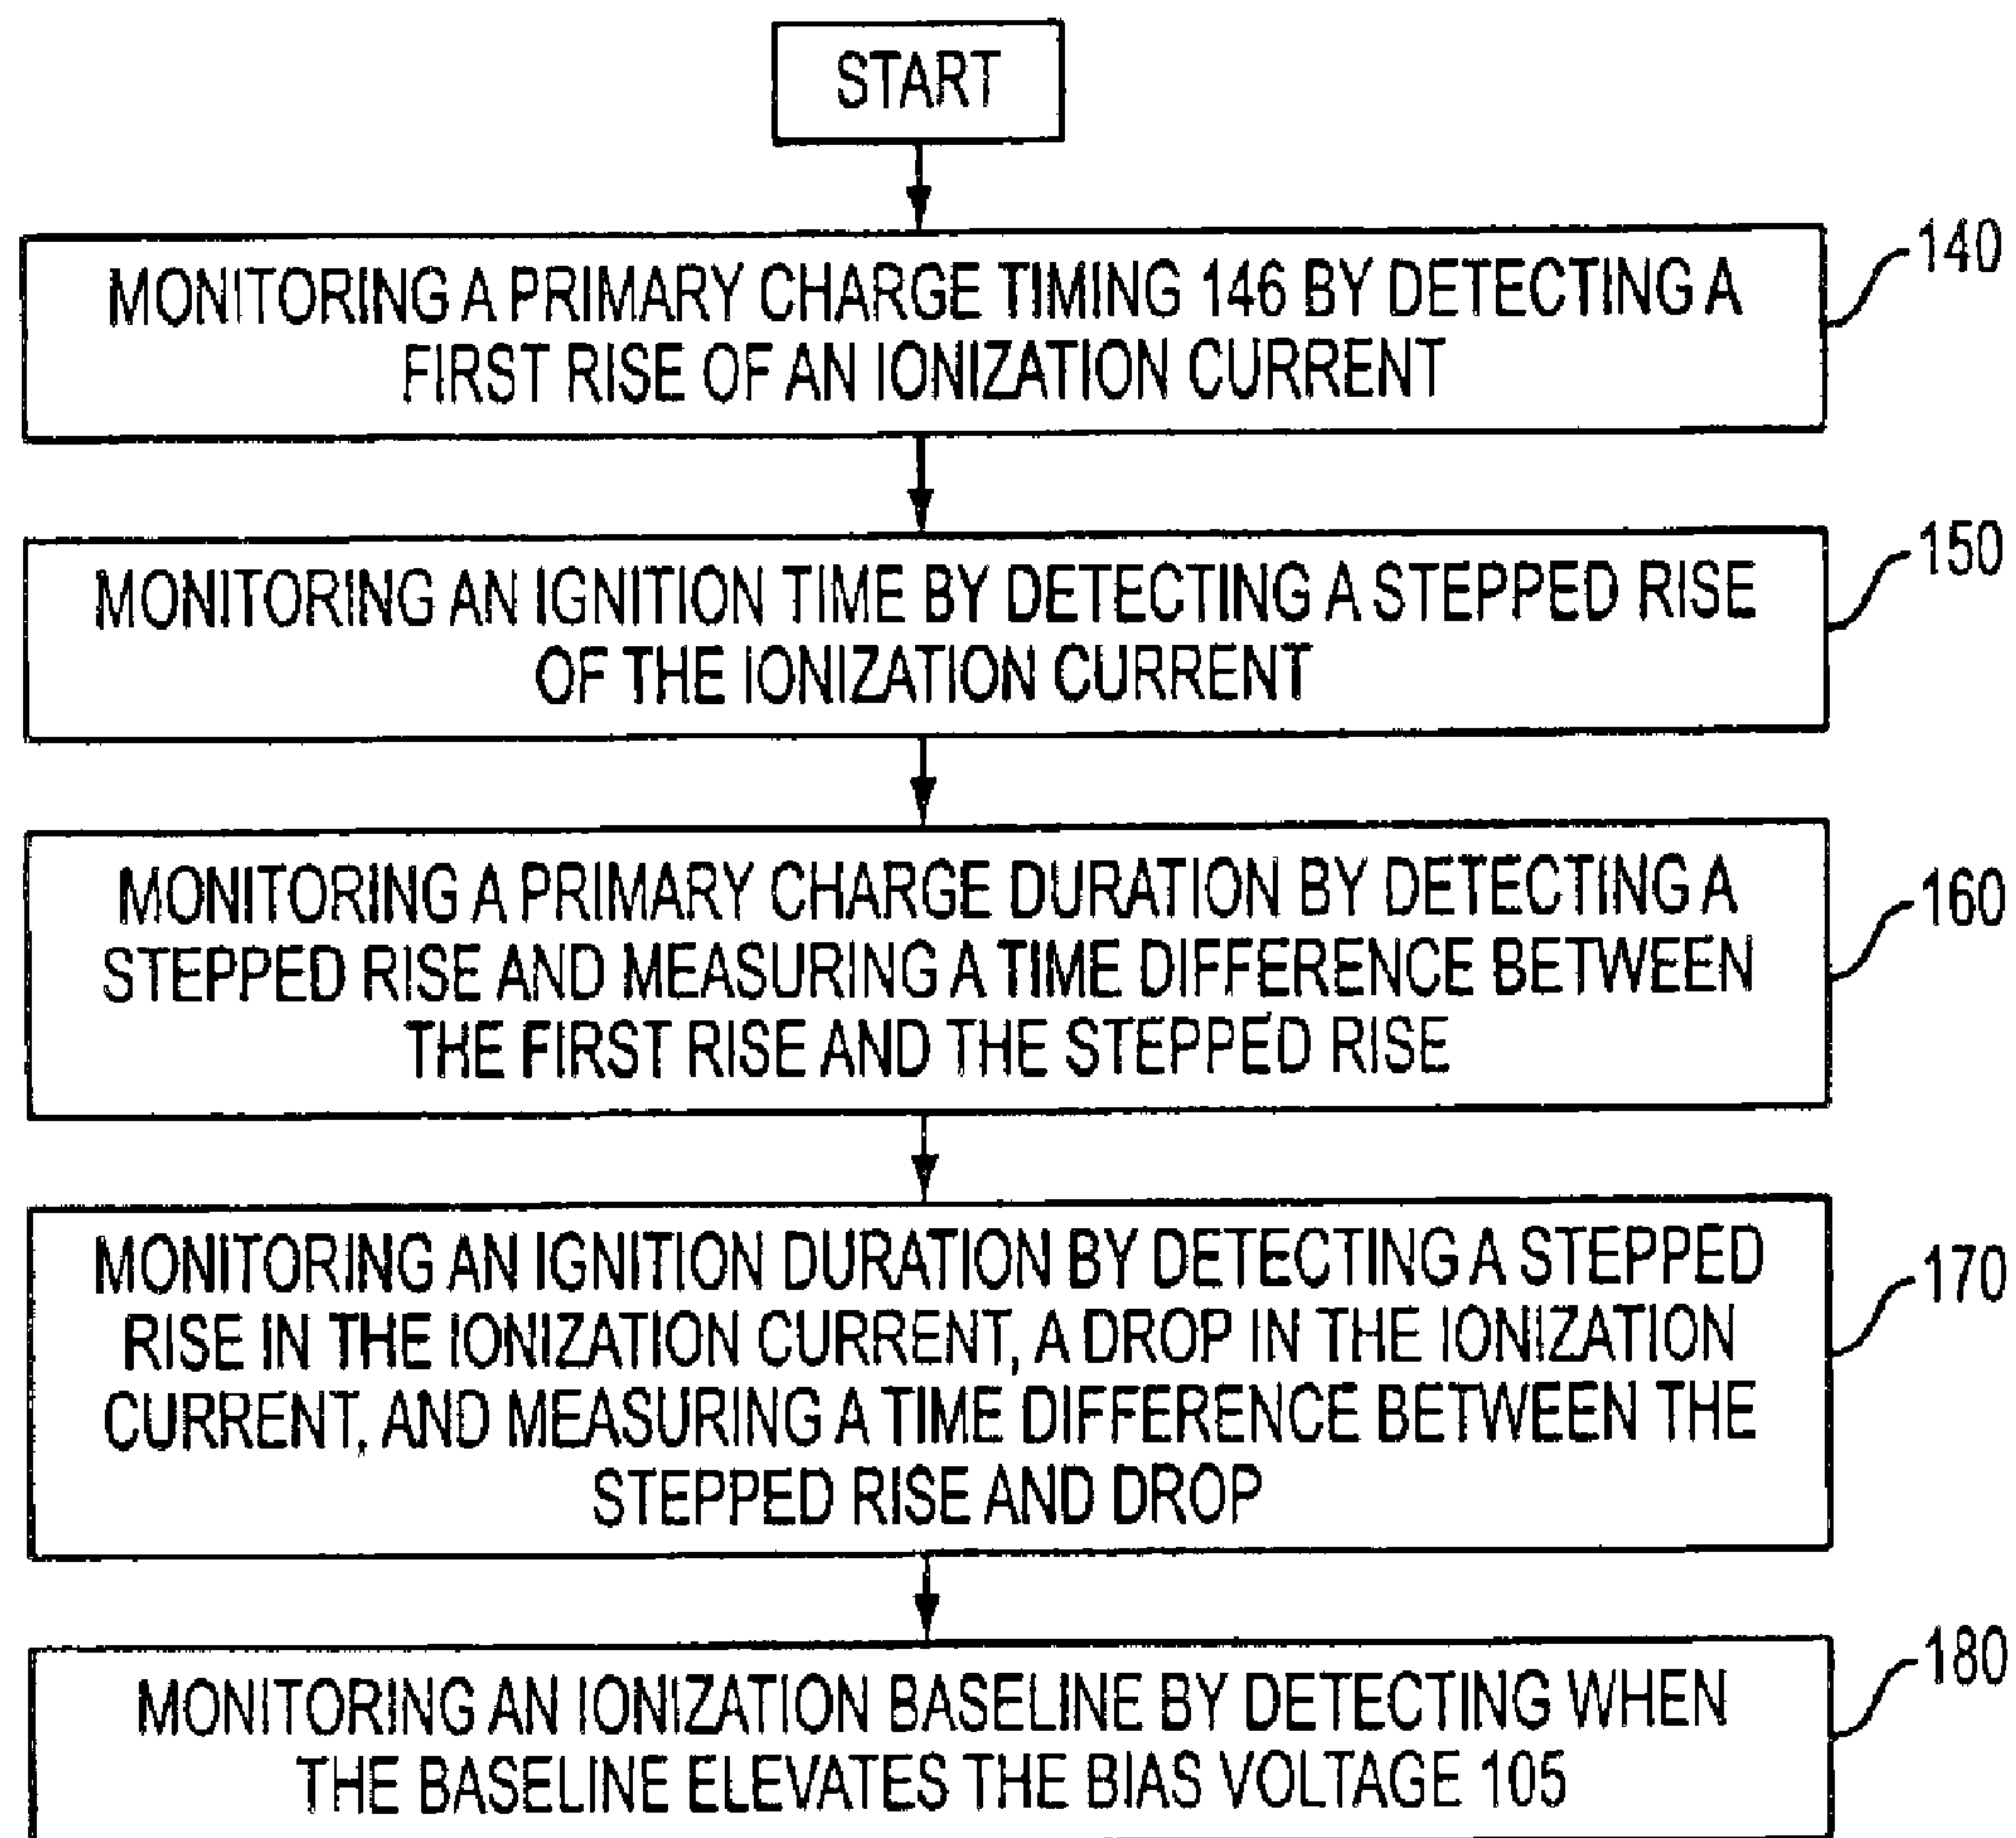 START
MONITORING A PRIMARY CHARGE TIMING 146 BY DETECTING A
FIRST RISE OF AN IONIZATION CURRENT
140
MONITORING AN IGNITION TIME BY DETECTING A STEPPED RISE
OF THE IONIZATION CURRENT
150
MONITORING A PRIMARY CHARGE DURATION BY DETECTING A
STEPPED RISE AND MEASURING A TIME DIFFERENCE BETWEEN
THE FIRST RISE AND THE STEPPED RISE
160
MONITORING AN IGNITION DURATION BY DETECTING A STEPPED
RISE IN THE IONIZATION CURRENT, A DROP IN THE IONIZATION
CURRENT, AND MEASURING A TIME DIFFERENCE BETWEEN THE
STEPPED RISE AND DROP
170
MONITORING AN IONIZATION BASELINE BY DETECTING WHEN
THE BASELINE ELEVATES THE BIAS VOLTAGE 105
180